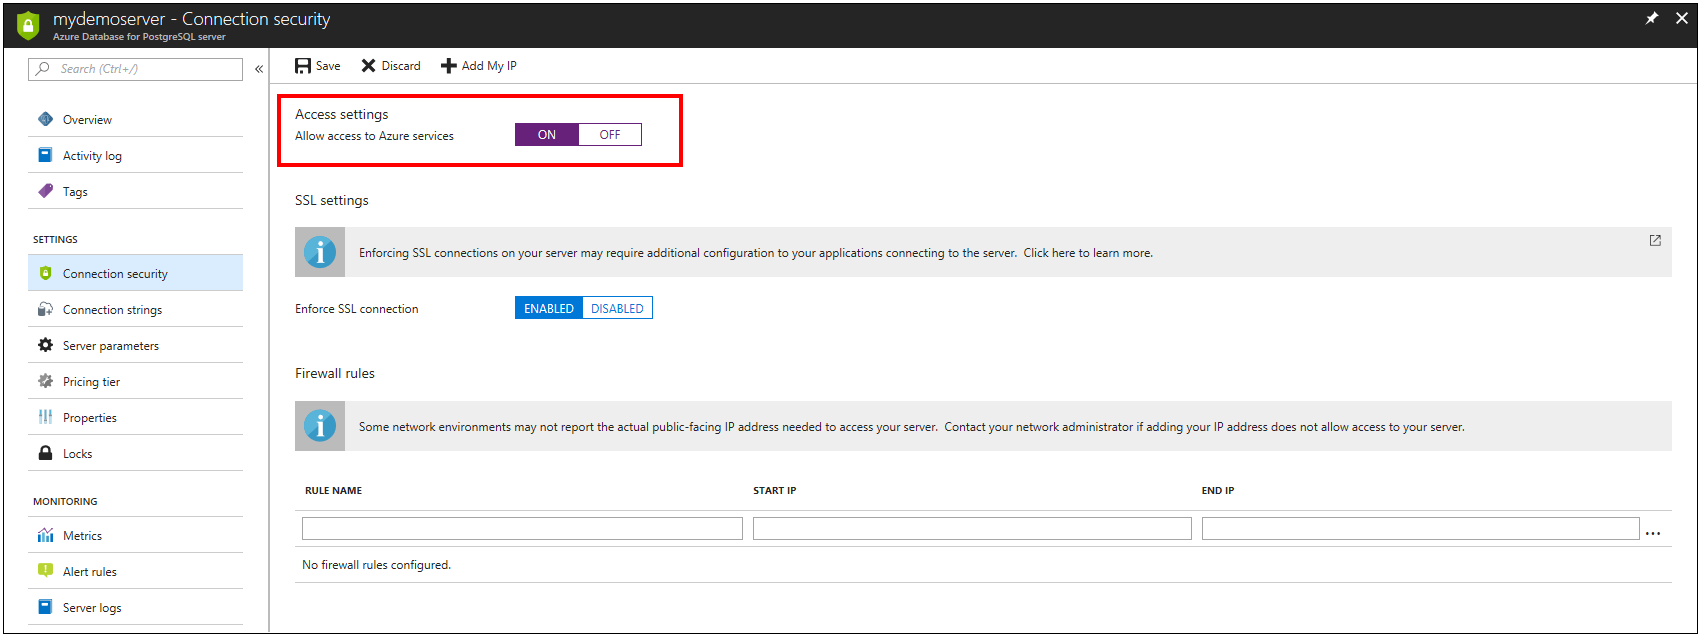 mydemoserver - Connection security
Azure Database for PostgreSQL server
Search (Ctrl+/)
«
Overview
Activity log
Tags
SETTINGS
Connection security
Connection strings
Server parameters
Pricing tier
Properties
Locks
MONITORING
Metrics
Alert rules
Server logs
Save Discard Add My IP
Access settings
Allow access to Azure services ON OFF
SSL settings
Enforcing SSL connections on your server may require additional configuration to your applications connecting to the server. Click here to learn more.
Enforce SSL connection ENABLED DISABLED
Firewall rules
Some network environments may not report the actual public-facing IP address needed to access your server. Contact your network administrator if adding your IP address does not allow access to your server.
RULE NAME START IP END IP
...
No firewall rules configured.